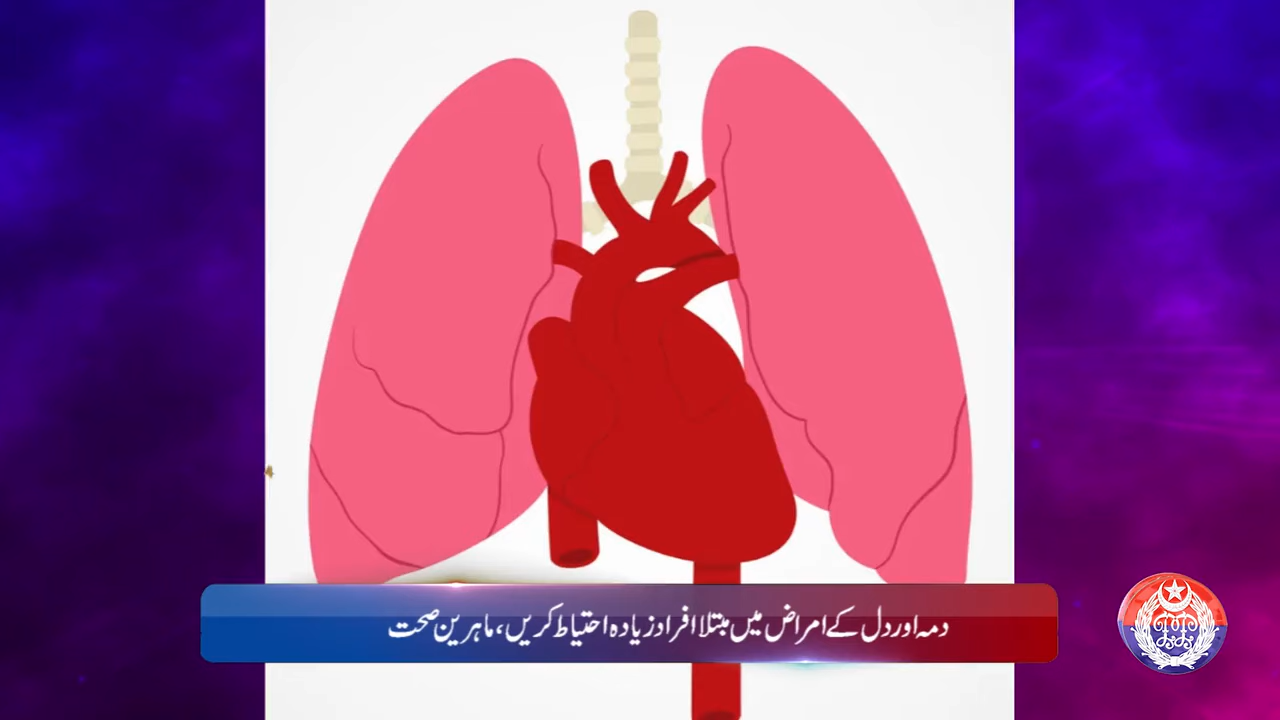 دمہ اور دل کے امراض میں مبتلا افراد زیادہ احتیاط کریں، ماہرین صحت